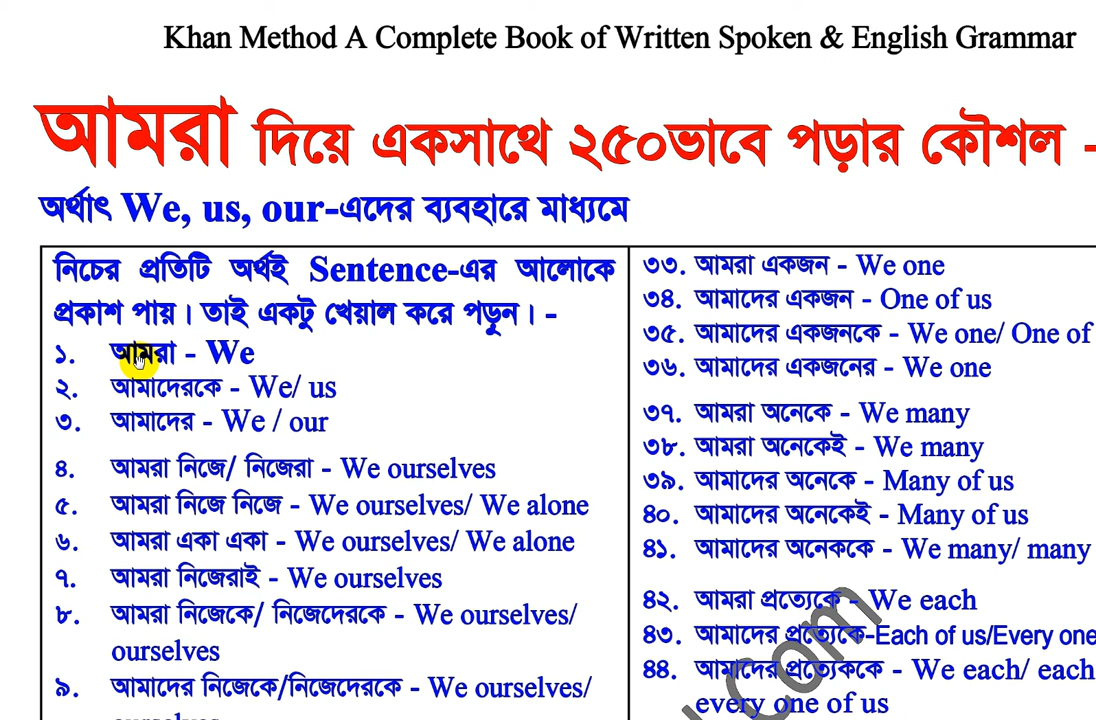 Khan Method A Complete Book of Written Spoken & English Grammar
আমরা দিয়ে একসাথে ২৫০ভাবে পড়ার কৌশল -
অর্থাৎ We, us, our-এদের ব্যবহারে মাধ্যমে
নিচের প্রতিটি অর্থই Sentence-এর আলোকে
প্রকাশ পায়। তাই একটু খেয়াল করে পড়ুন। -
১. আমরা - We
২. আমাদেরকে - We/ us
৩. আমাদের - We / our
৪. আমরা নিজে/ নিজেরা - We ourselves
৫. আমরা নিজে নিজে - We ourselves/ We alone
৬. আমরা একা একা - We ourselves/ We alone
৭. আমরা নিজেরাই - We ourselves
৮. আমরা নিজেকে/ নিজেদেরকে - We ourselves/
ourselves
৯. আমাদের নিজেকে/নিজেদেরকে - We ourselves/
৩৩. আমরা একজন - We one
৩৪. আমাদের একজন - One of us
৩৫. আমাদের একজনকে - We one/ One of
৩৬. আমাদের একজনের - We one
৩৭. আমরা অনেকে - We many
৩৮. আমরা অনেকেই - We many
৩৯. আমাদের অনেকে - Many of us
৪০. আমাদের অনেকেই - Many of us
৪১. আমাদের অনেককে - We many/ many
৪২. আমরা প্রত্যেকে - We each
৪৩. আমাদের প্রত্যেকে-Each of us/Every one
৪৪. আমাদের প্রত্যেককে - We each/ each
every one of us